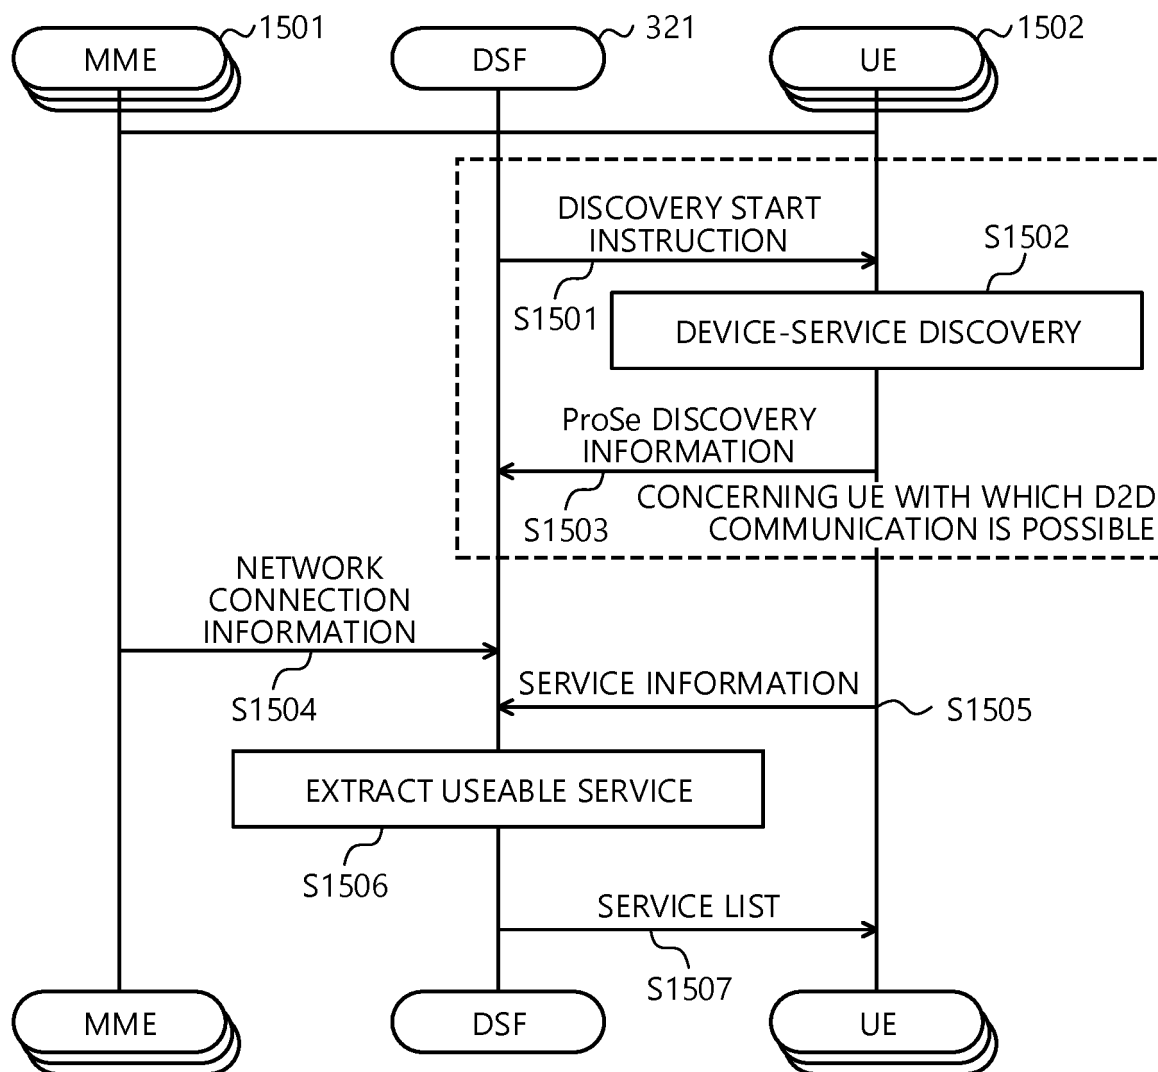 1501
321
1502
MME
DSF
UE
DISCOVERY START
INSTRUCTION
S1502
S1501
DEVICE-SERVICE DISCOVERY
ProSe DISCOVERY
INFORMATION
S1503
CONCERNING UE WITH WHICH D2D
COMMUNICATION IS POSSIBLE
NETWORK
CONNECTION
INFORMATION
S1504
SERVICE INFORMATION
S1505
EXTRACT USEABLE SERVICE
S1506
SERVICE LIST
S1507
MME
DSF
UE